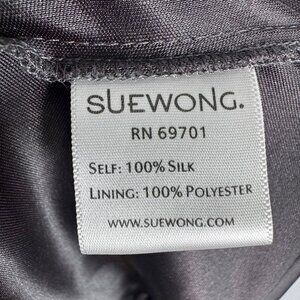 SUEWONG.
RN 69701
SELF: 100% SILK
LINING: 100% POLYESTER
WWW.SUEWONG.COM